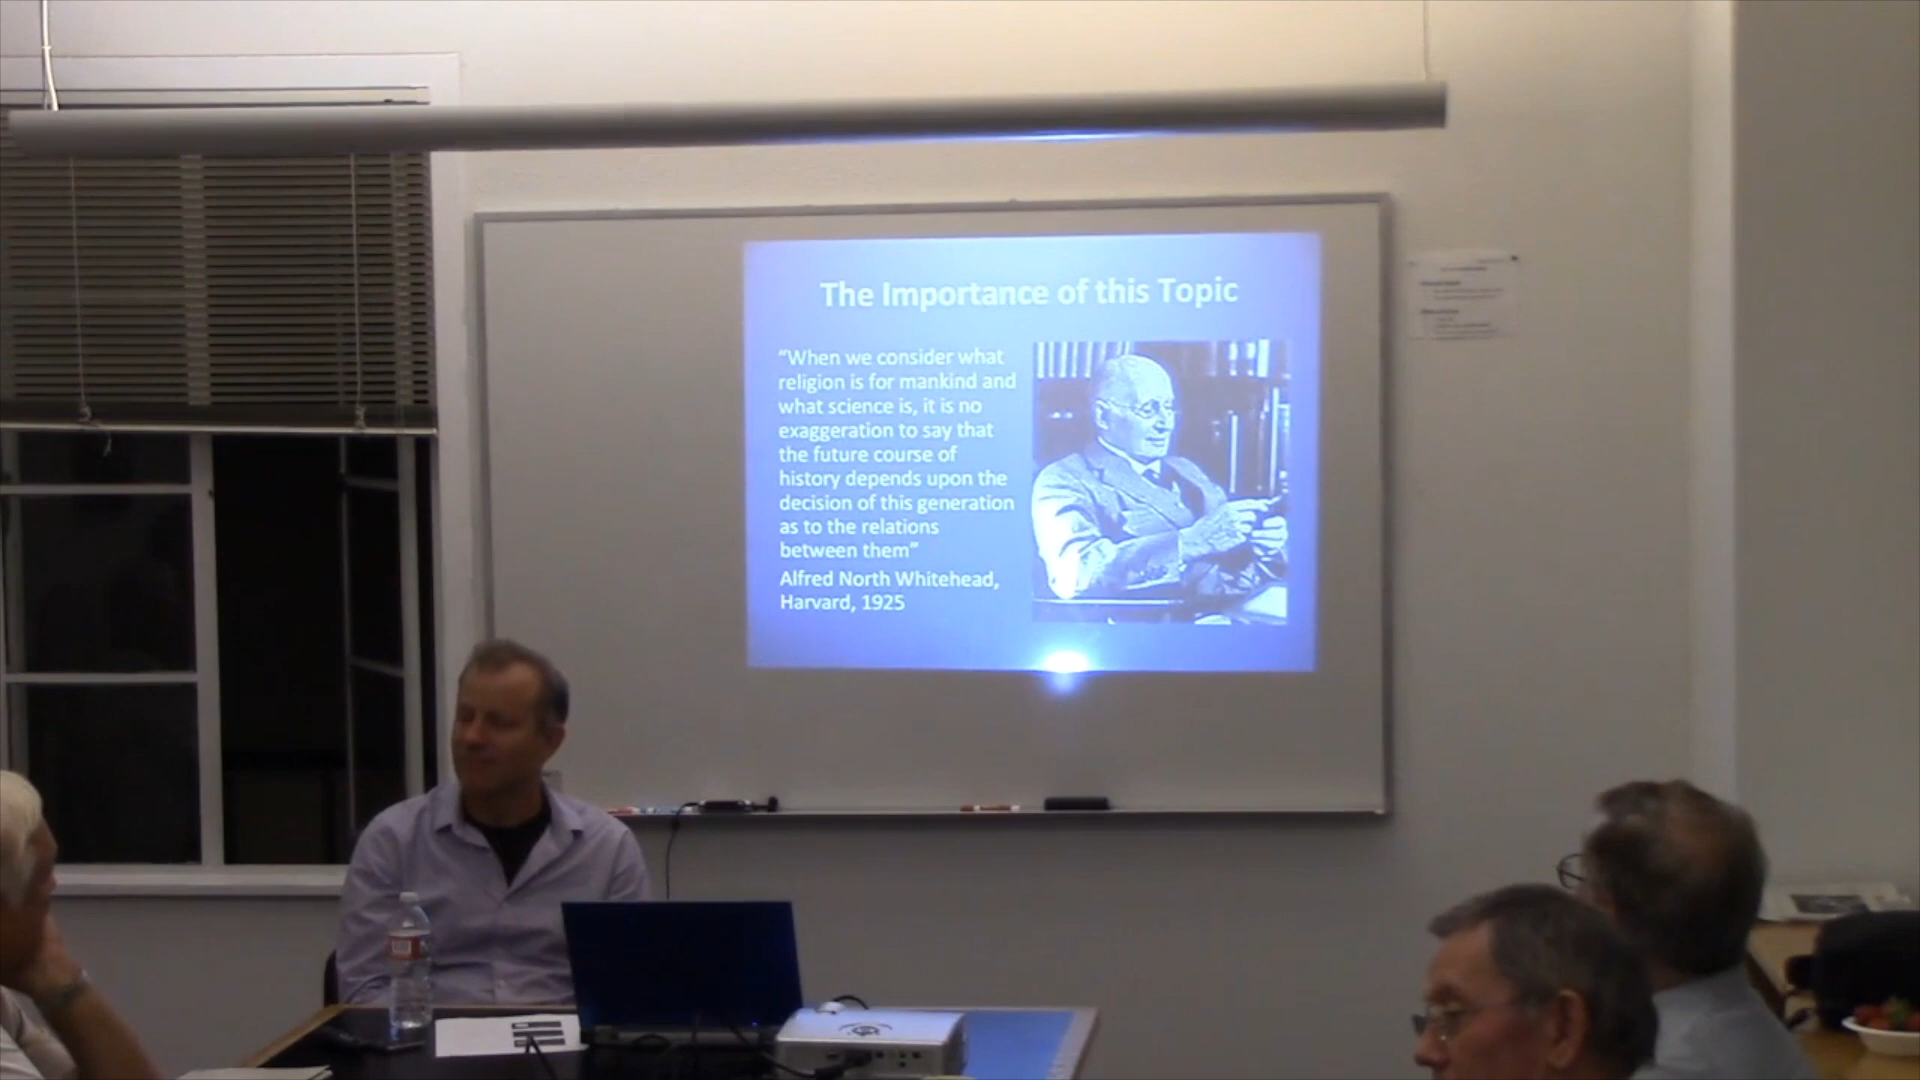 The Importance of this Topic
“When we consider what
religion is for mankind and
what science is, it is no
exaggeration to say that
the future course of
history depends upon the
decision of this generation
as to the relations
between them”
Alfred North Whitehead,
Harvard, 1925